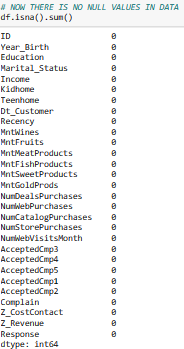 # NOW THERE IS NO NULL VALUES IN DATA
df.isna().sum()
ID 0
Year_Birth 0
Education 0
Marital_Status 0
Income 0
Kidhome 0
Teenhome 0
Dt_Customer 0
Recency 0
MntWines 0
MntFruits 0
MntMeatProducts 0
MntFishProducts 0
MntSweetProducts 0
MntGoldProds 0
NumDealsPurchases 0
NumWebPurchases 0
NumCatalogPurchases 0
NumStorePurchases 0
NumWebVisitsMonth 0
AcceptedCmp3 0
AcceptedCmp4 0
AcceptedCmp5 0
AcceptedCmp1 0
AcceptedCmp2 0
Complain 0
Z_CostContact 0
Z_Revenue 0
Response 0
dtype: int64